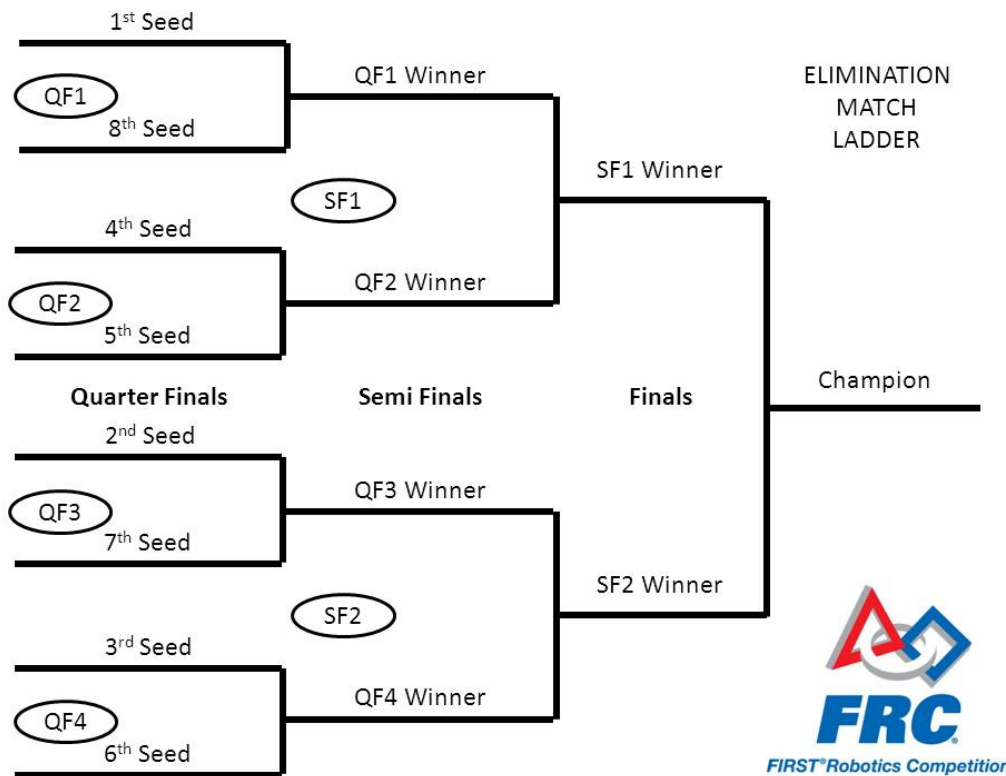 1st Seed
QF1
8th Seed
QF1 Winner
SF1
4th Seed
QF2
5th Seed
QF2 Winner
SF1 Winner
ELIMINATION
MATCH
LADDER
Quarter Finals
Semi Finals
Finals
Champion
2nd Seed
QF3
7th Seed
QF3 Winner
SF2
3rd Seed
QF4
6th Seed
QF4 Winner
SF2 Winner
FRC
FIRST® Robotics Competition